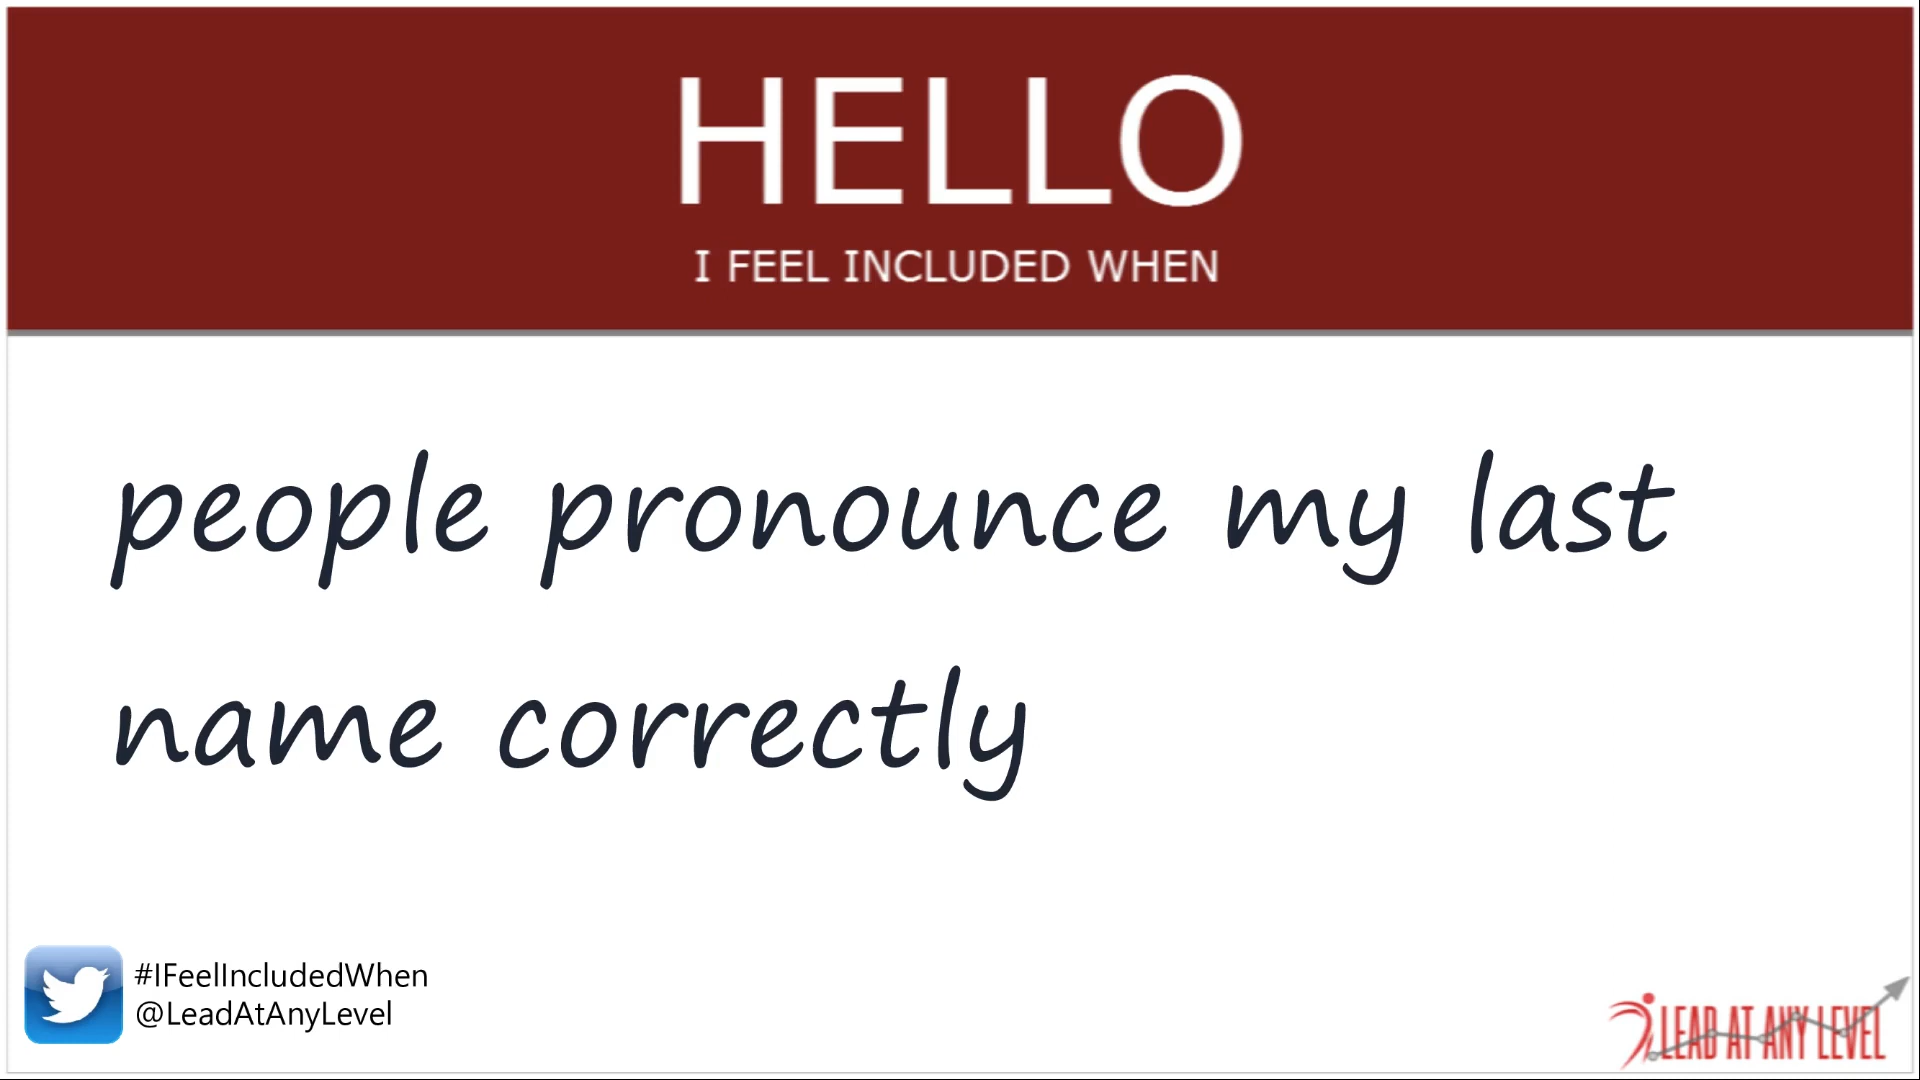 HELLO
I FEEL INCLUDED WHEN
people pronounce my last
name correctly
#IFeelIncludedWhen
@LeadAtAnyLevel
LEAD AT ANY LEVEL